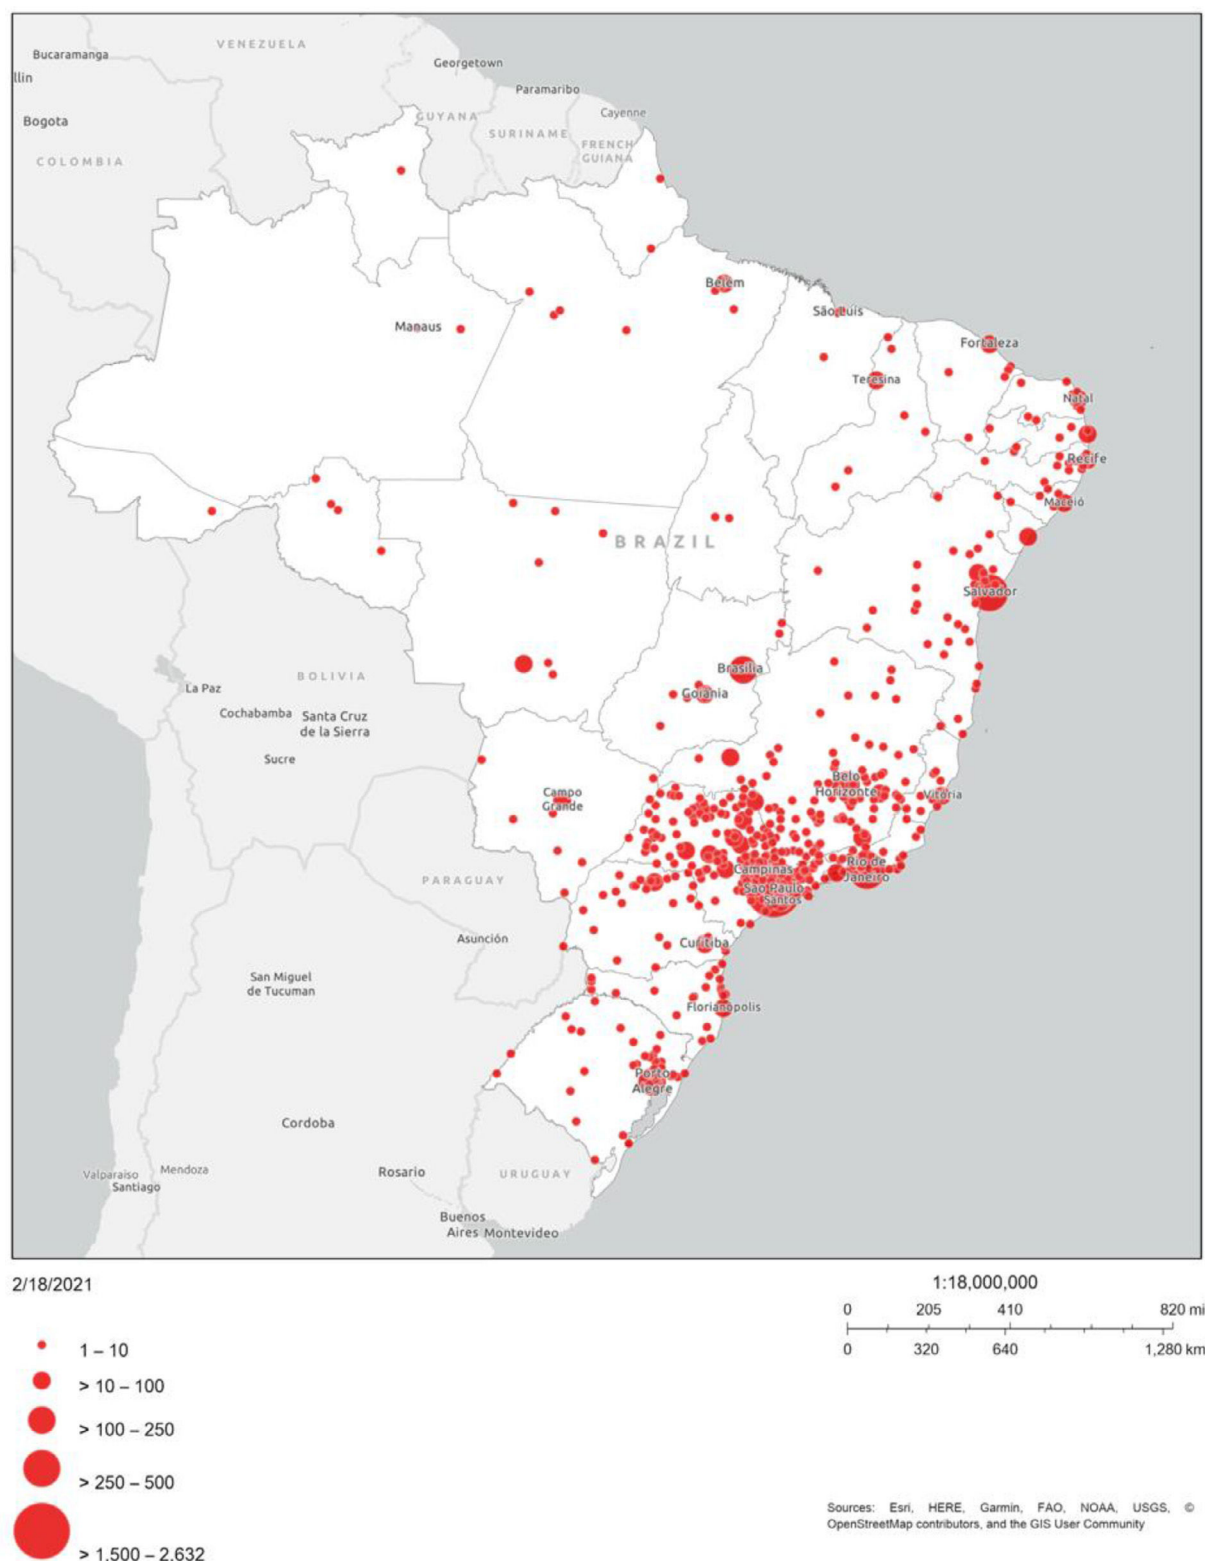 VENEZUELA
Bucaramanga
Georgetown
llin
Paramaribo
Cayenne
Bogota
GUYANA
SURINAME
COLOMBIA
FRENCH
GUIANA
Belem
São Luís
Manaus
Fortaleza
Teresina
Natal
Recife
Maceió
BRAZIL
Salvador
Brasília
BOLIVIA
La Paz
Goiânia
Cochabamba
Santa Cruz
de la Sierra
Sucre
Belo
Horizonte
Campo
Grande
Vitória
Rio de
Janeiro
Campinas
PARAGUAY
São Paulo
Santos
Asunción
Curitiba
San Miguel
de Tucuman
Florianópolis
Porto
Alegre
Cordoba
Valparaiso
Mendoza
Rosario
URUGUAY
Santiago
Buenos
Aires
Montevideo
2/18/2021
1:18,000,000
0 205 410 820 mi
0 320 640 1,280 km
1 – 10
> 10 – 100
> 100 – 250
> 250 – 500
> 1.500 – 2.632
Sources: Esri, HERE, Garmin, FAO, NOAA, USGS, ©
OpenStreetMap contributors, and the GIS User Community